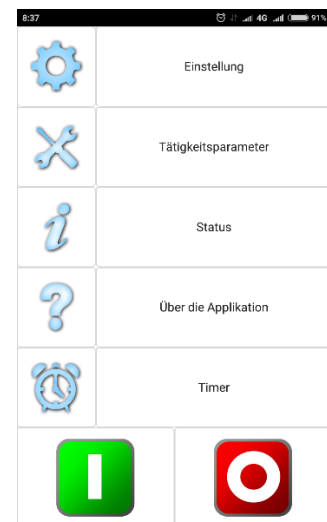 8:37 4G 91%
Einstellung
Tätigkeitsparameter
Status
Über die Applikation
Timer